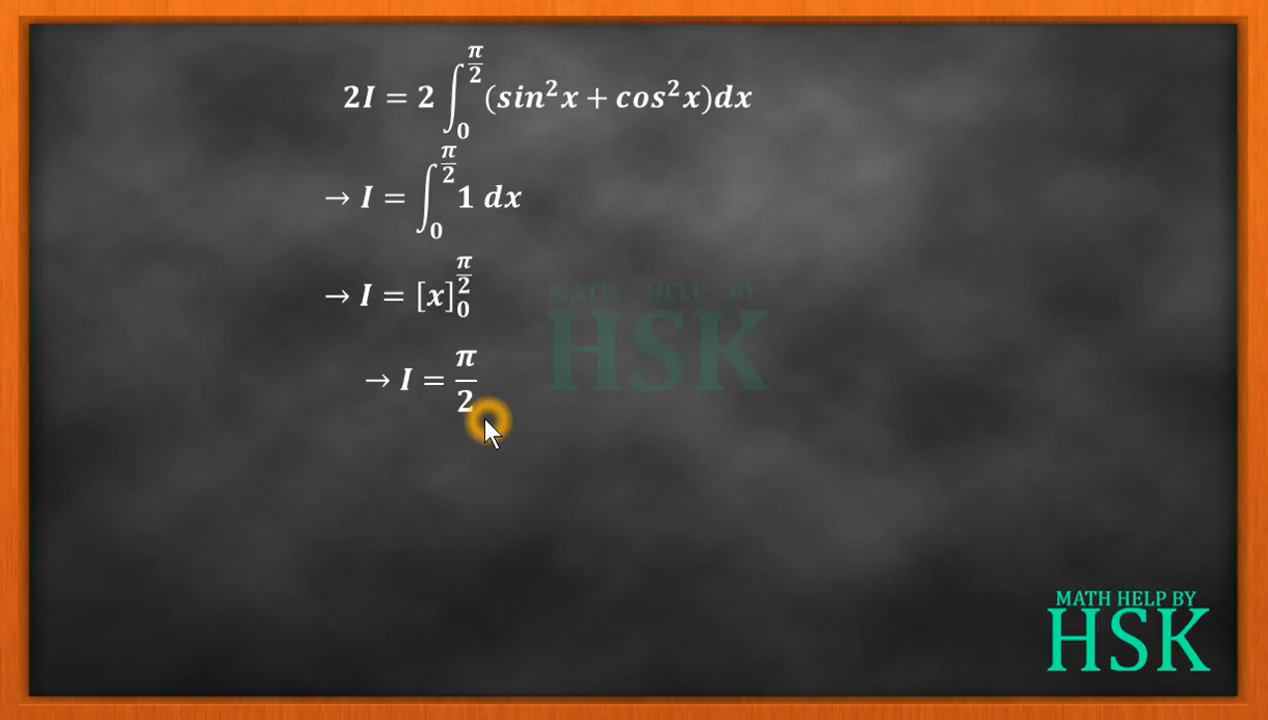 2I = 2 ∫₀^(π/2) (sin²x + cos²x)dx
→ I = ∫₀^(π/2) 1 dx
→ I = [x]₀^(π/2)
→ I = π/2
MATH HELP BY
HSK
MATH HELP BY
HSK